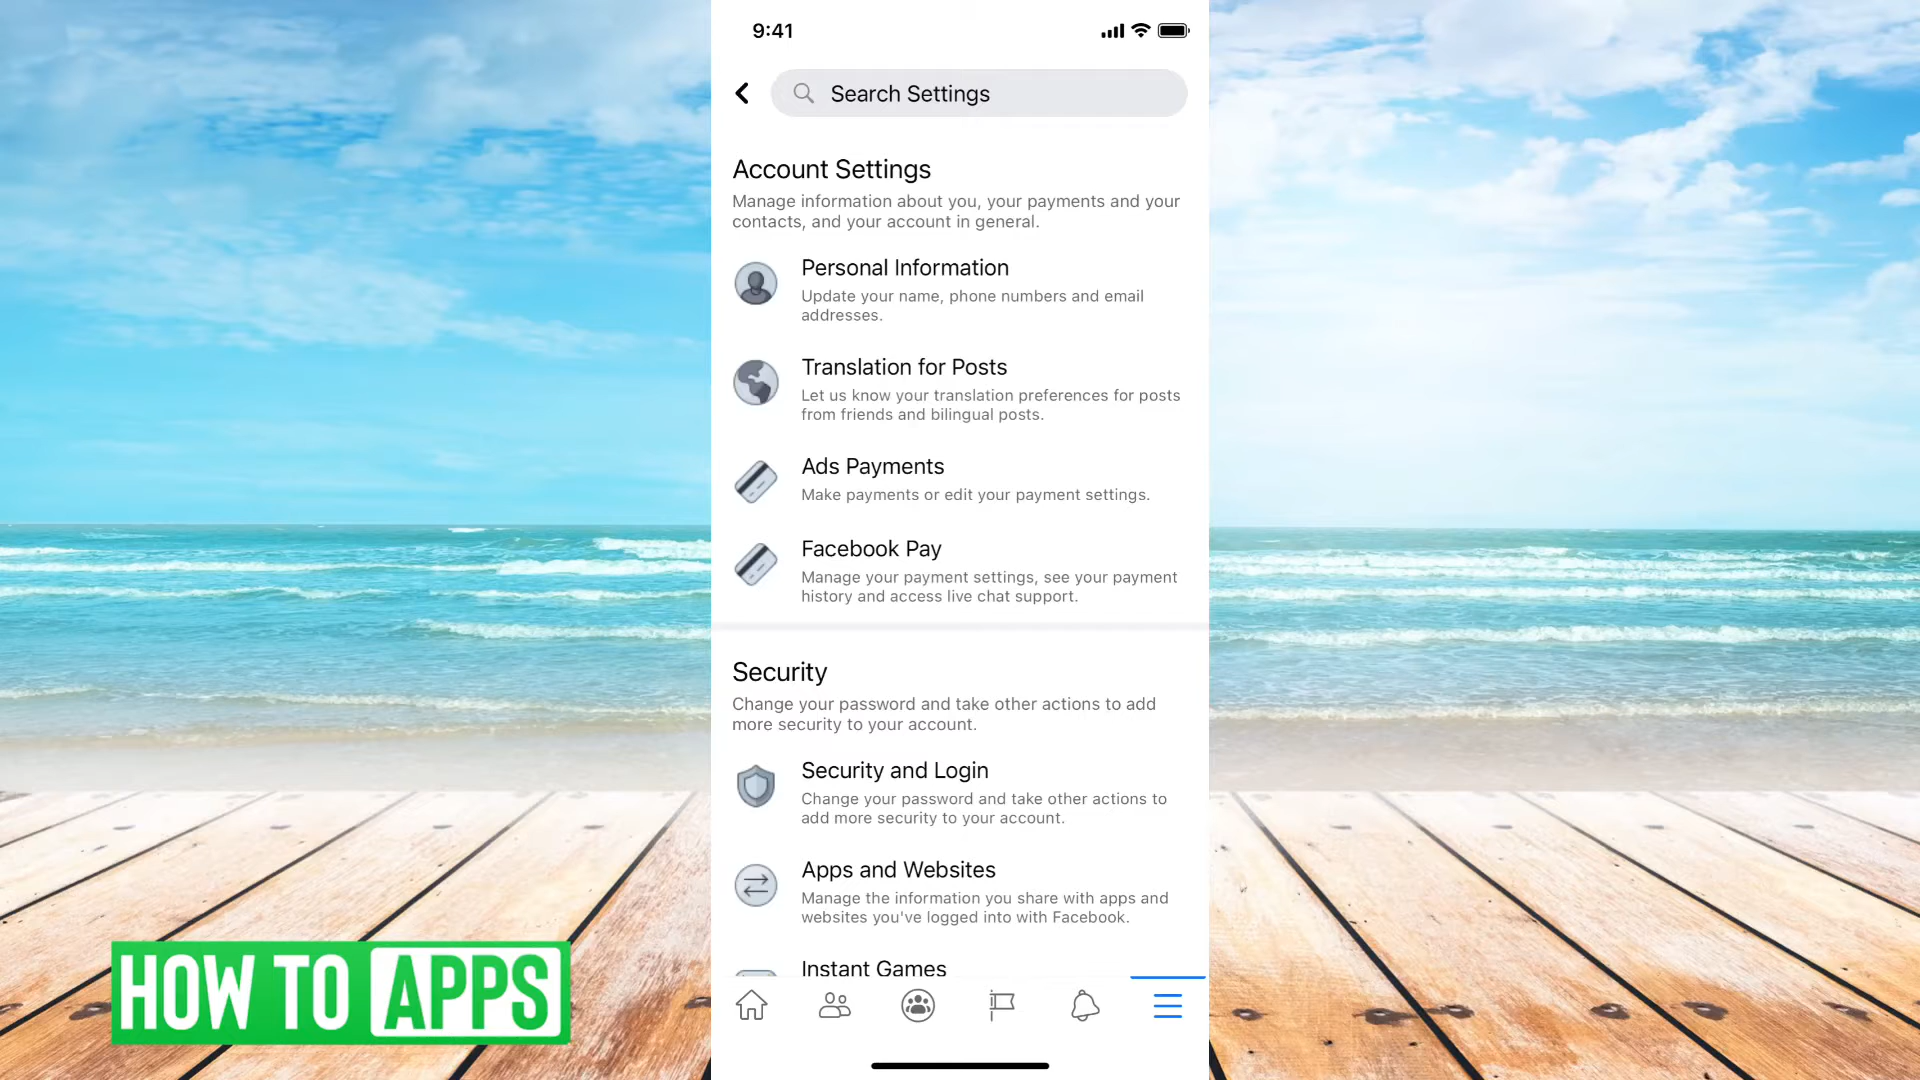 9:41
Search Settings
Account Settings
Manage information about you, your payments and your
contacts, and your account in general.
Personal Information
Update your name, phone numbers and email
addresses.
Translation for Posts
Let us know your translation preferences for posts
from friends and bilingual posts.
Ads Payments
Make payments or edit your payment settings.
Facebook Pay
Manage your payment settings, see your payment
history and access live chat support.
Security
Change your password and take other actions to add
more security to your account.
Security and Login
Change your password and take other actions to
add more security to your account.
Apps and Websites
Manage the information you share with apps and
websites you've logged into with Facebook.
Instant Games
HOW TO APPS